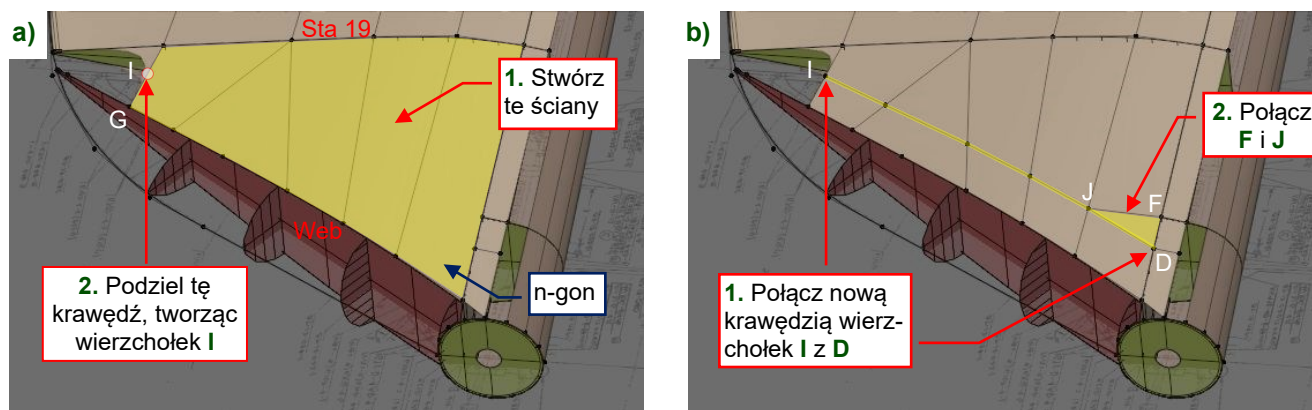 a)
Sta 19
I
1. Stwórz
te ściany
G
Web
2. Podziel tę
krawędź, tworząc
wierzchołek I
n-gon
b)
I
2. Połącz
F i J
J
F
D
1. Połącz nową
krawędzią wierz-
chołek I z D